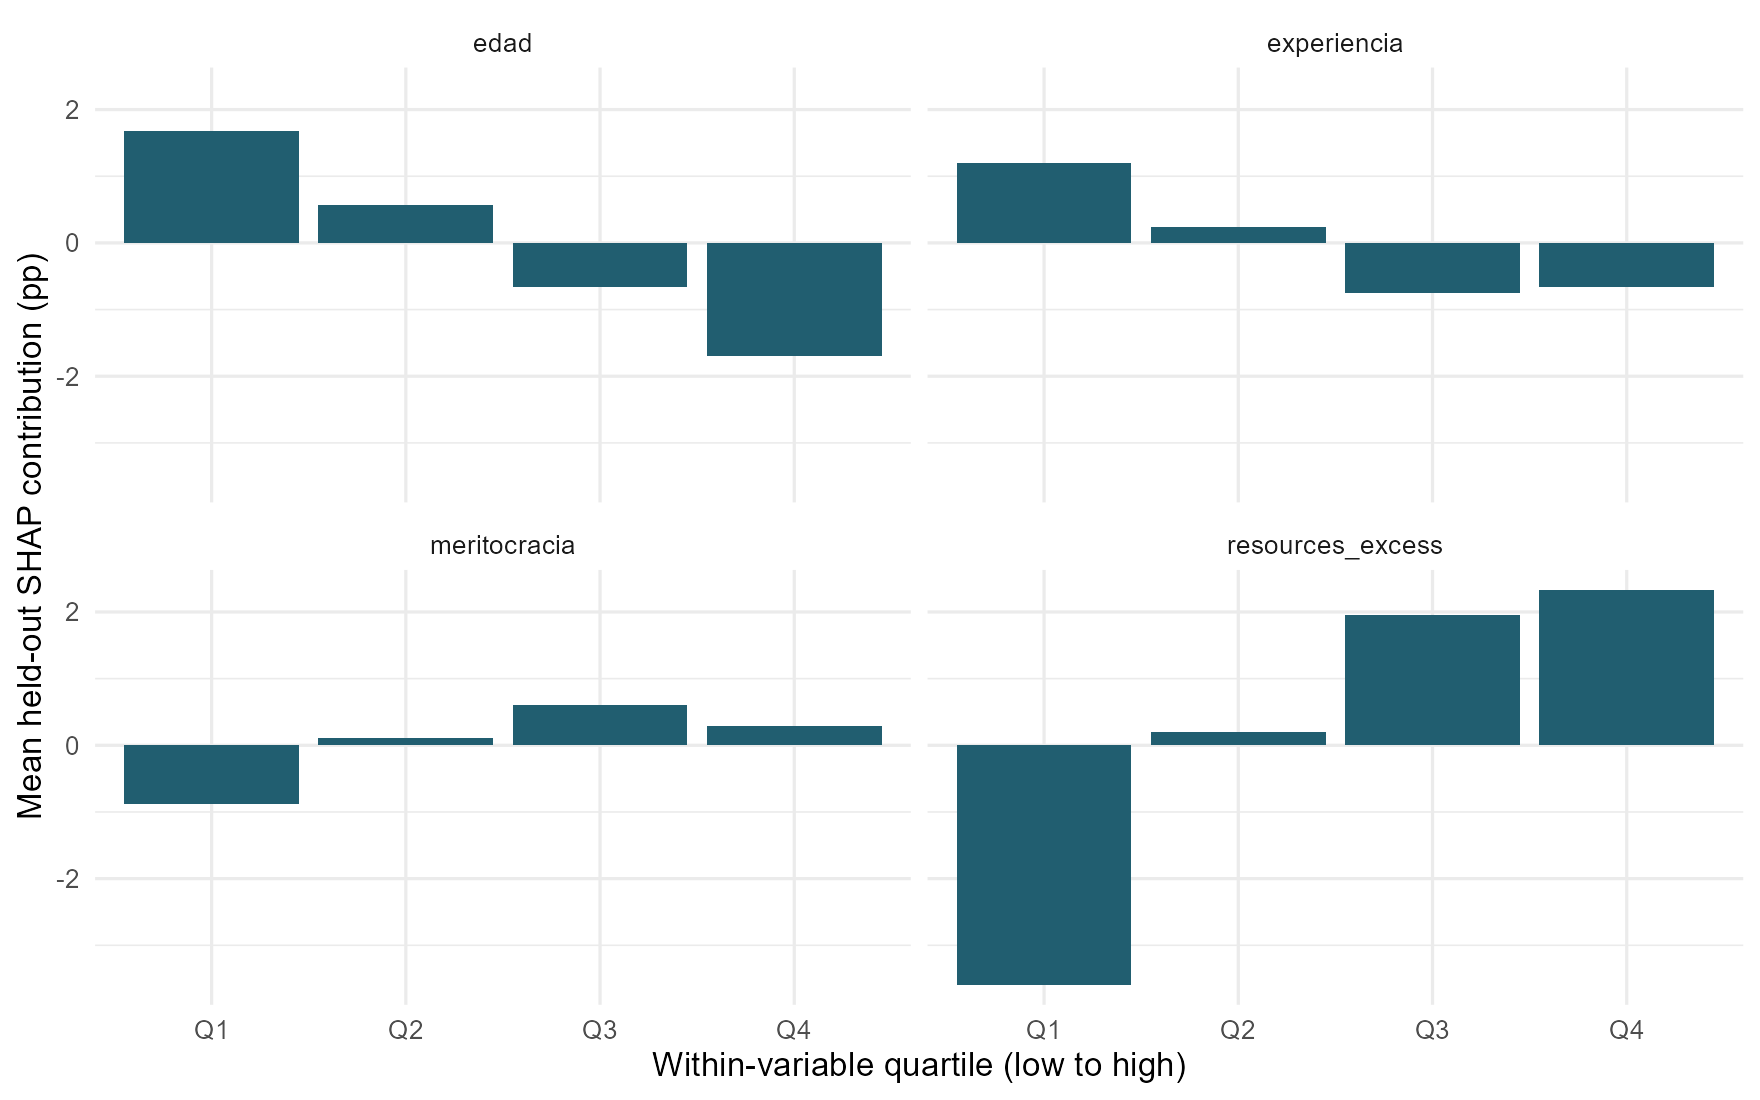 edad
experiencia
2
0
-2
meritocracia
resources_excess
2
0
-2
Q1 Q2 Q3 Q4
Q1 Q2 Q3 Q4
Within-variable quartile (low to high)
Mean held-out SHAP contribution (pp)